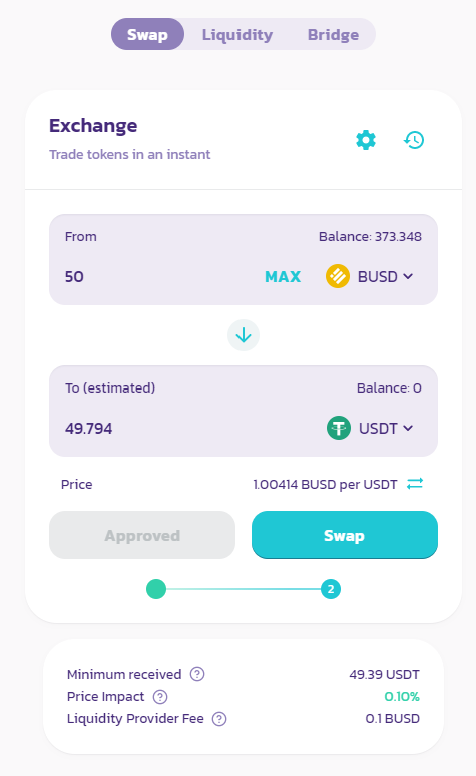 Swap Liquidity Bridge
Exchange
Trade tokens in an instant
From Balance: 373.348
50 MAX BUSD
To (estimated) Balance: 0
49.794 USDT
Price 1.00414 BUSD per USDT
Approved Swap
2
Minimum received ? 49.39 USDT
Price Impact ? 0.10%
Liquidity Provider Fee ? 0.1 BUSD